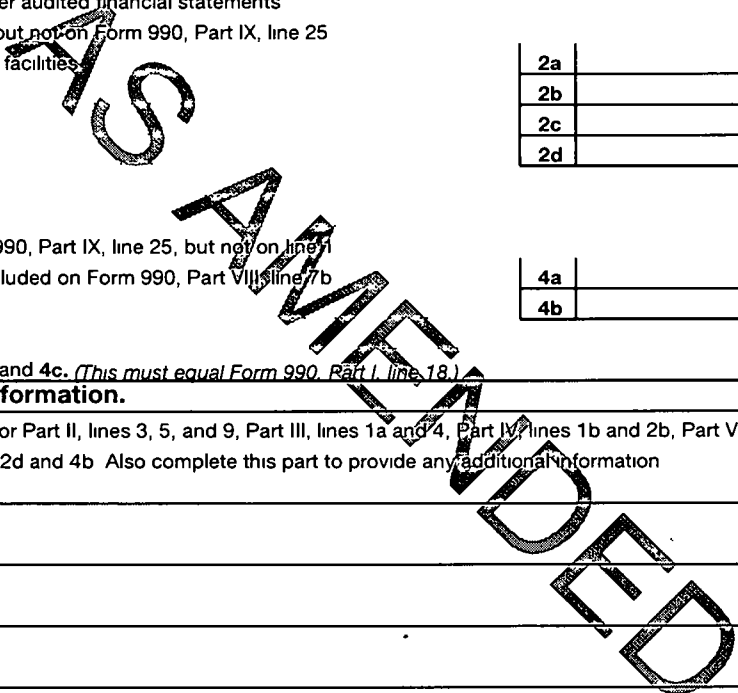 er audited financial statements
but not on Form 990, Part IX, line 25
facilities
2a
2b
2c
2d
990, Part IX, line 25, but not on line 1
cluded on Form 990, Part VIII, line 7b
4a
4b
and 4c. (This must equal Form 990, Part I, line 18.)
formation.
or Part II, lines 3, 5, and 9, Part III, lines 1a and 4, Part IV, lines 1b and 2b, Part V
2d and 4b Also complete this part to provide any additional information
AS AMENDED